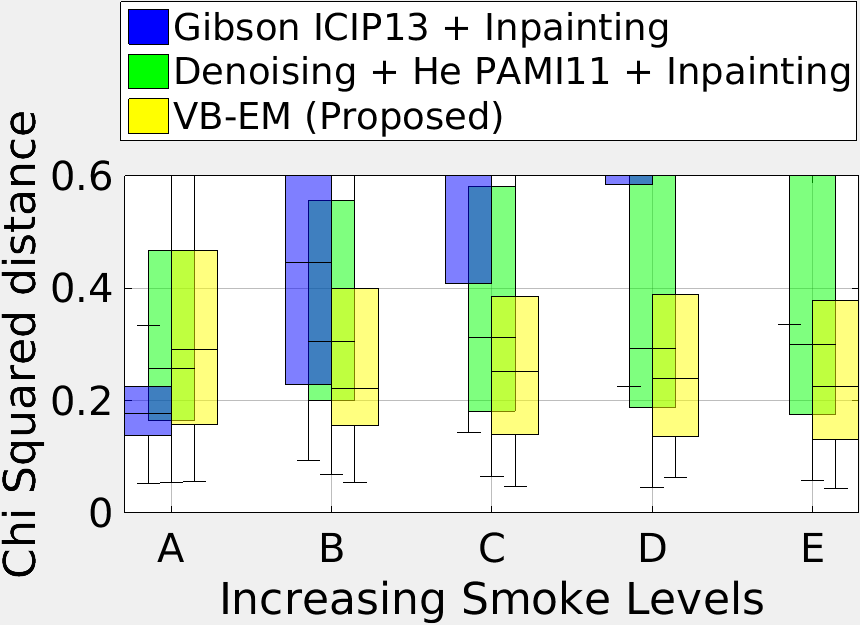 Gibson ICIP13 + Inpainting
Denoising + He PAMI11 + Inpainting
VB-EM (Proposed)
Chi Squared distance
0.6
0.4
0.2
0
A B C D E
Increasing Smoke Levels